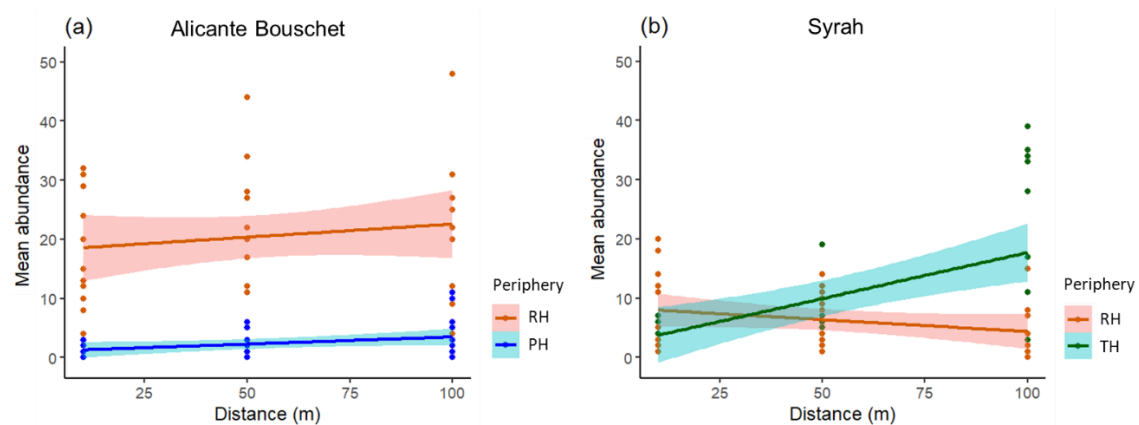 (a)
Alicante Bouschet
Mean abundance
50
40
30
20
10
0
25
50
75
100
Distance (m)
Periphery
RH
PH
(b)
Syrah
Mean abundance
50
40
30
20
10
0
25
50
75
100
Distance (m)
Periphery
RH
TH